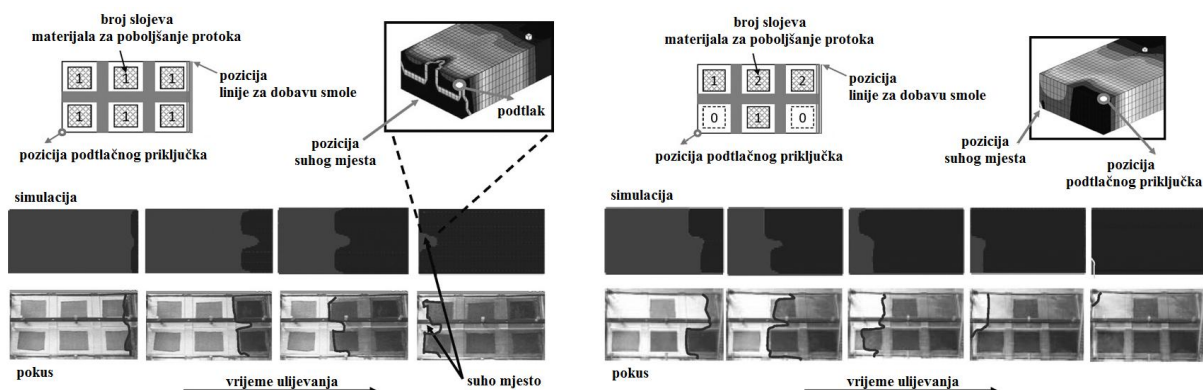 broj slojeva
materijala za poboljšanje protoka
1 1 1
1 1 1
pozicija
linije za dobavu smole
pozicija podtlačnog priključka
podtlak
pozicija
suhog mjesta
simulacija
pokus
suho mjesto
vrijeme ulijevanja
broj slojeva
materijala za poboljšanje protoka
1 2 2
0 1 0
pozicija
linije za dobavu smole
pozicija podtlačnog priključka
pozicija
suhog mjesta
pozicija
podtlačnog priključka
simulacija
pokus
vrijeme ulijevanja